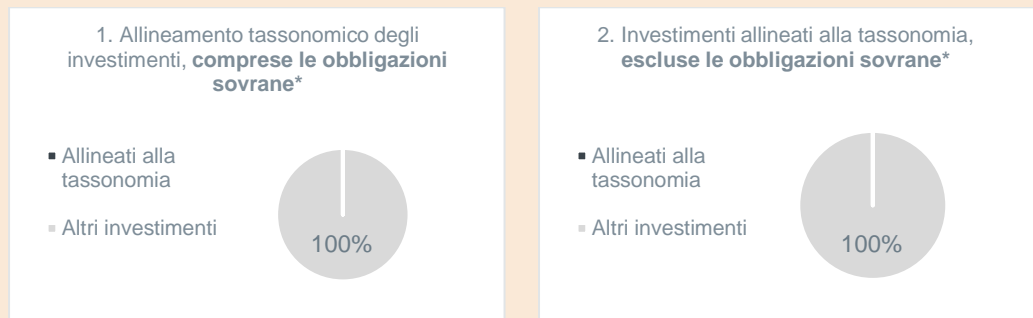 1. Allineamento tassonomico degli
investimenti, comprese le obbligazioni
sovrane*
Allineati alla
tassonomia
Altri investimenti
100%
2. Investimenti allineati alla tassonomia,
escluse le obbligazioni sovrane*
Allineati alla
tassonomia
Altri investimenti
100%